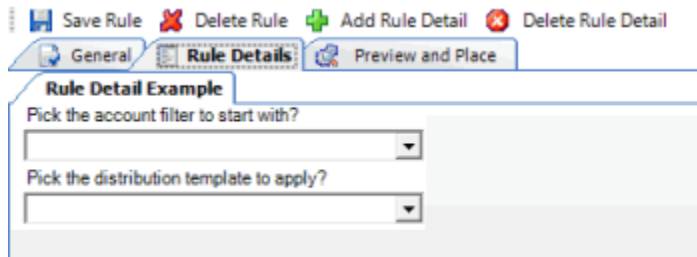 Save Rule Delete Rule Add Rule Detail Delete Rule Detail
General Rule Details Preview and Place
Rule Detail Example
Pick the account filter to start with?
Pick the distribution template to apply?